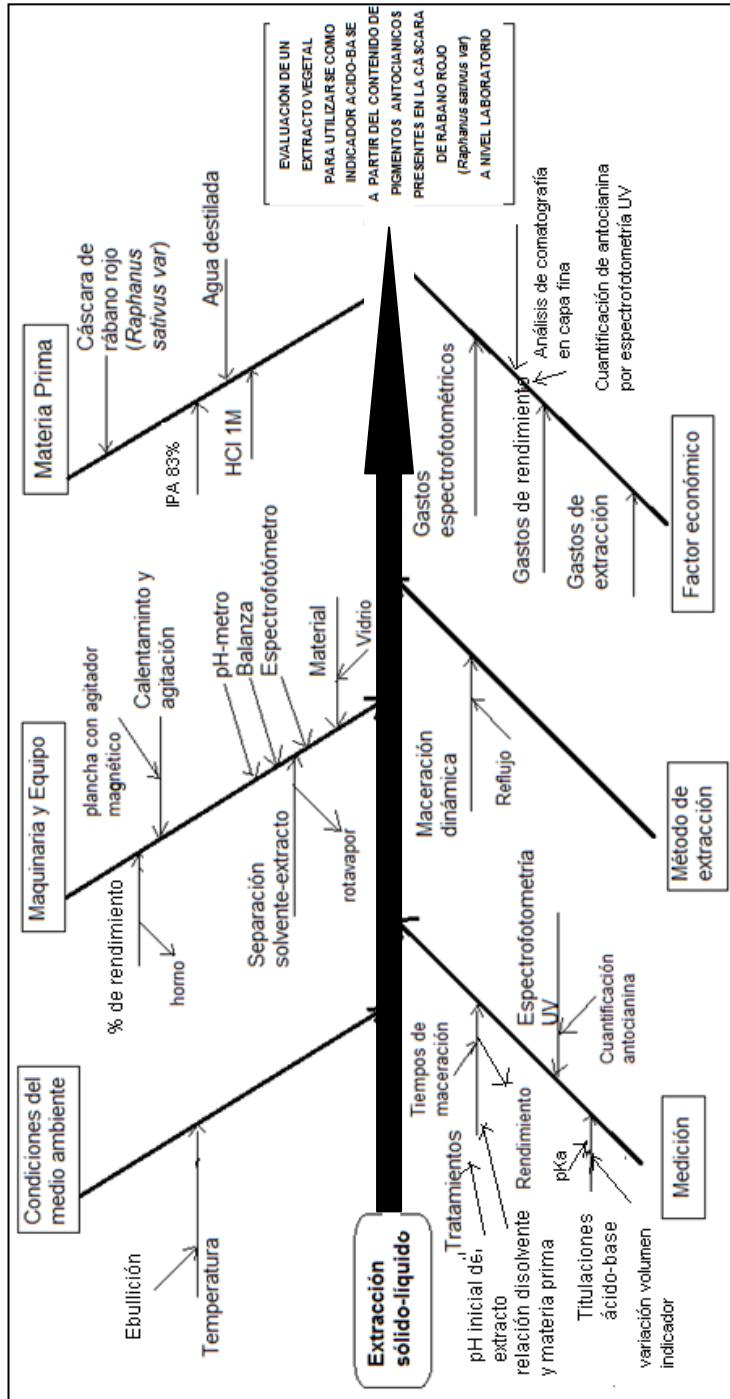 Condiciones del
medio ambiente
Ebullición
Temperatura
Maquinaria y Equipo
% de rendimiento
horno
plancha con agitador
magnético
Calentaminto y
agitación
Separación
solvente-extracto
rotavapor
pH-metro
Balanza
Espectrofotómetro
Material
Vidrio
Materia Prima
Cáscara de
rábano rojo
(Raphanus
sativus var)
IPA 83%
HCl 1M
Agua destilada
Extracción
sólido-líquido
EVALUACIÓN DE UN
EXTRACTO VEGETAL
PARA UTILIZARSE COMO
INDICADOR ÁCIDO-BASE
A PARTIR DEL CONTENIDO DE
PIGMENTOS ANTOCIANICOS
PRESENTES EN LA CÁSCARA
DE RÁBANO ROJO
(Raphanus sativus var)
A NIVEL LABORATORIO
Tratamientos
pH inicial de
extracto
relación disolvente
y materia prima
Tiempos de
maceración
Rendimiento
Espectrofotometría
UV
Cuantificación
antocianina
pKa
Titulaciones
ácido-base
variación volumen
indicador
Medición
Maceración
dinámica
Reflujo
Método de
extracción
Gastos
espectrofotométricos
Análisis de comatografía
en capa fina
Cuantificación de antocianina
por espectrofotometría UV
Gastos de rendimiento
Gastos de
extracción
Factor económico